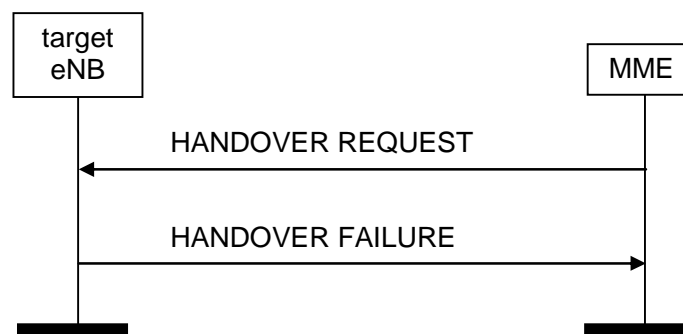 target
eNB
MME
HANDOVER REQUEST
HANDOVER FAILURE